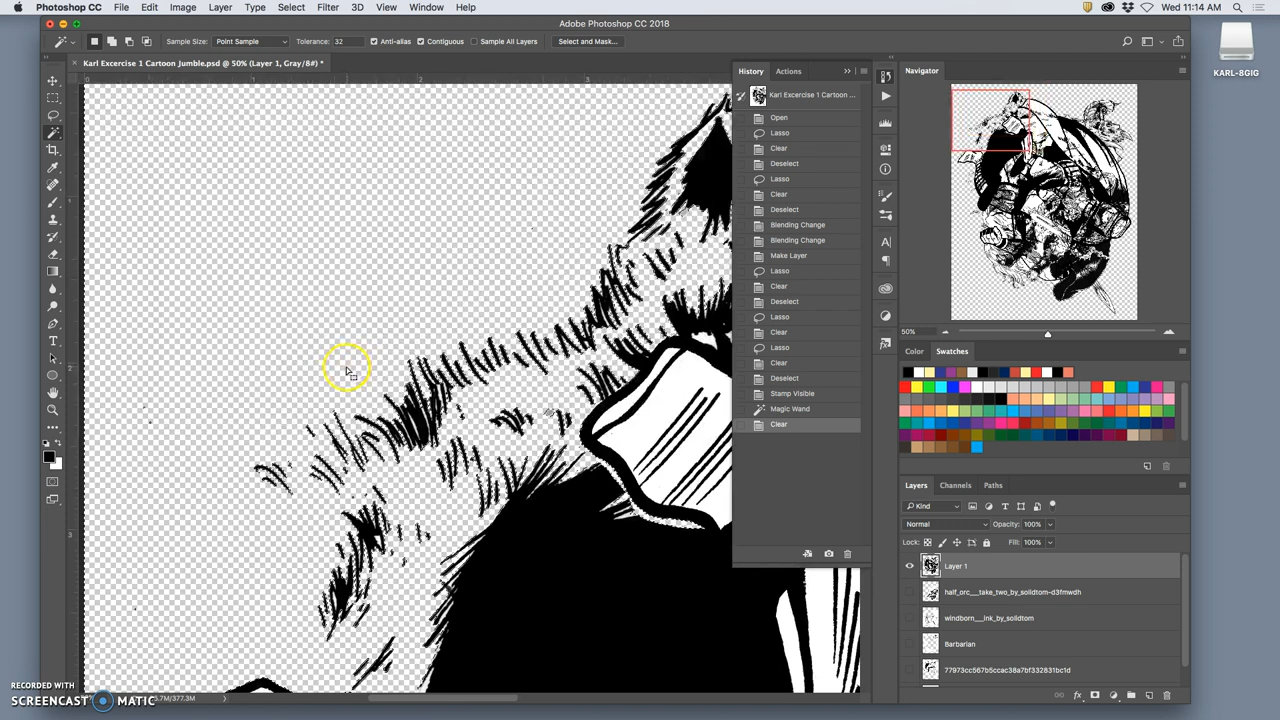 Photoshop CC File Edit Image Layer Type Select Filter 3D View Window Help Wed 11:14 AM
Adobe Photoshop CC 2018
Sample Size: Point Sample Tolerance: 32 Anti-alias Contiguous Sample All Layers Select and Mask...
Karl Excercise 1 Cartoon Jumble.psd @ 50% (Layer 1, Gray/8#) *
History Actions
Karl Excercise 1 Cartoon ...
Open
Lasso
Clear
Deselect
Lasso
Clear
Deselect
Blending Change
Blending Change
Make Layer
Lasso
Clear
Deselect
Lasso
Clear
Lasso
Clear
Deselect
Stamp Visible
Magic Wand
Clear
Navigator
50%
Color Swatches
Layers Channels Paths
Kind
Normal Opacity: 100%
Lock: Fill: 100%
Layer 1
half_orc___take_two_by_soildtom-d3fmwdh
windborn__ink_by_soildtom
Barbarian
77973cc567b5ccac38a7bf332831bc1d
KARL-8GIG
RECORDED WITH
SCREENCAST MATIC